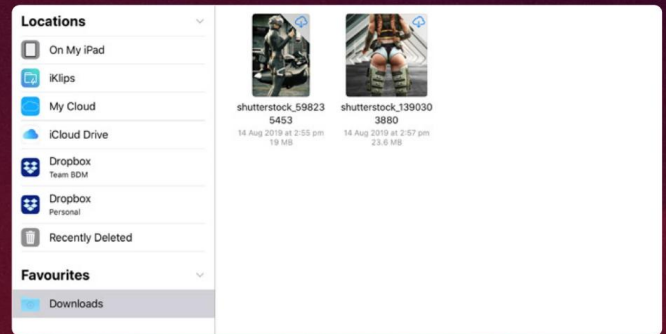 Locations
On My iPad
iKlips
My Cloud
iCloud Drive
Dropbox
Team BDM
Dropbox
Personal
Recently Deleted
Favourites
Downloads
shutterstock_59823
5453
14 Aug 2019 at 2:55 pm
19 MB
shutterstock_139030
3880
14 Aug 2019 at 2:57 pm
23.6 MB